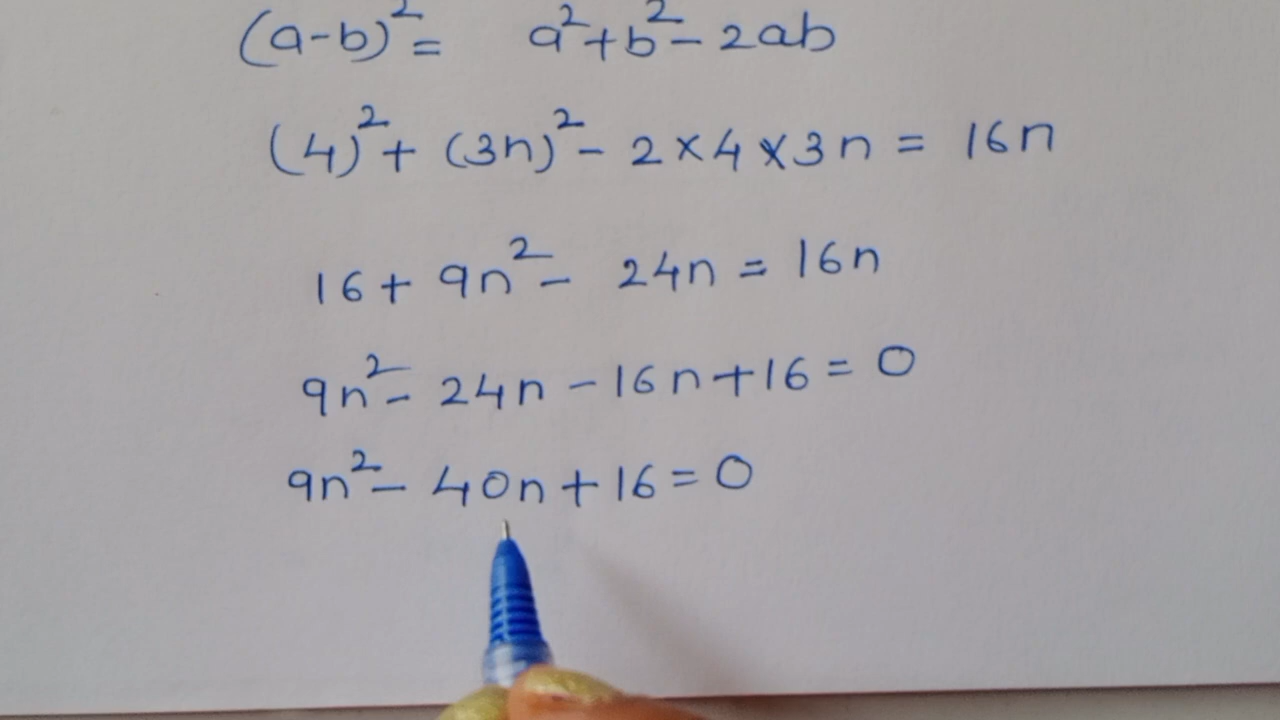 (a-b)² = a²+b²-2ab
(4)²+ (3n)²- 2×4×3n = 16n
16+ 9n²- 24n = 16n
9n²- 24n -16n+16= 0
9n²- 40n+16=0